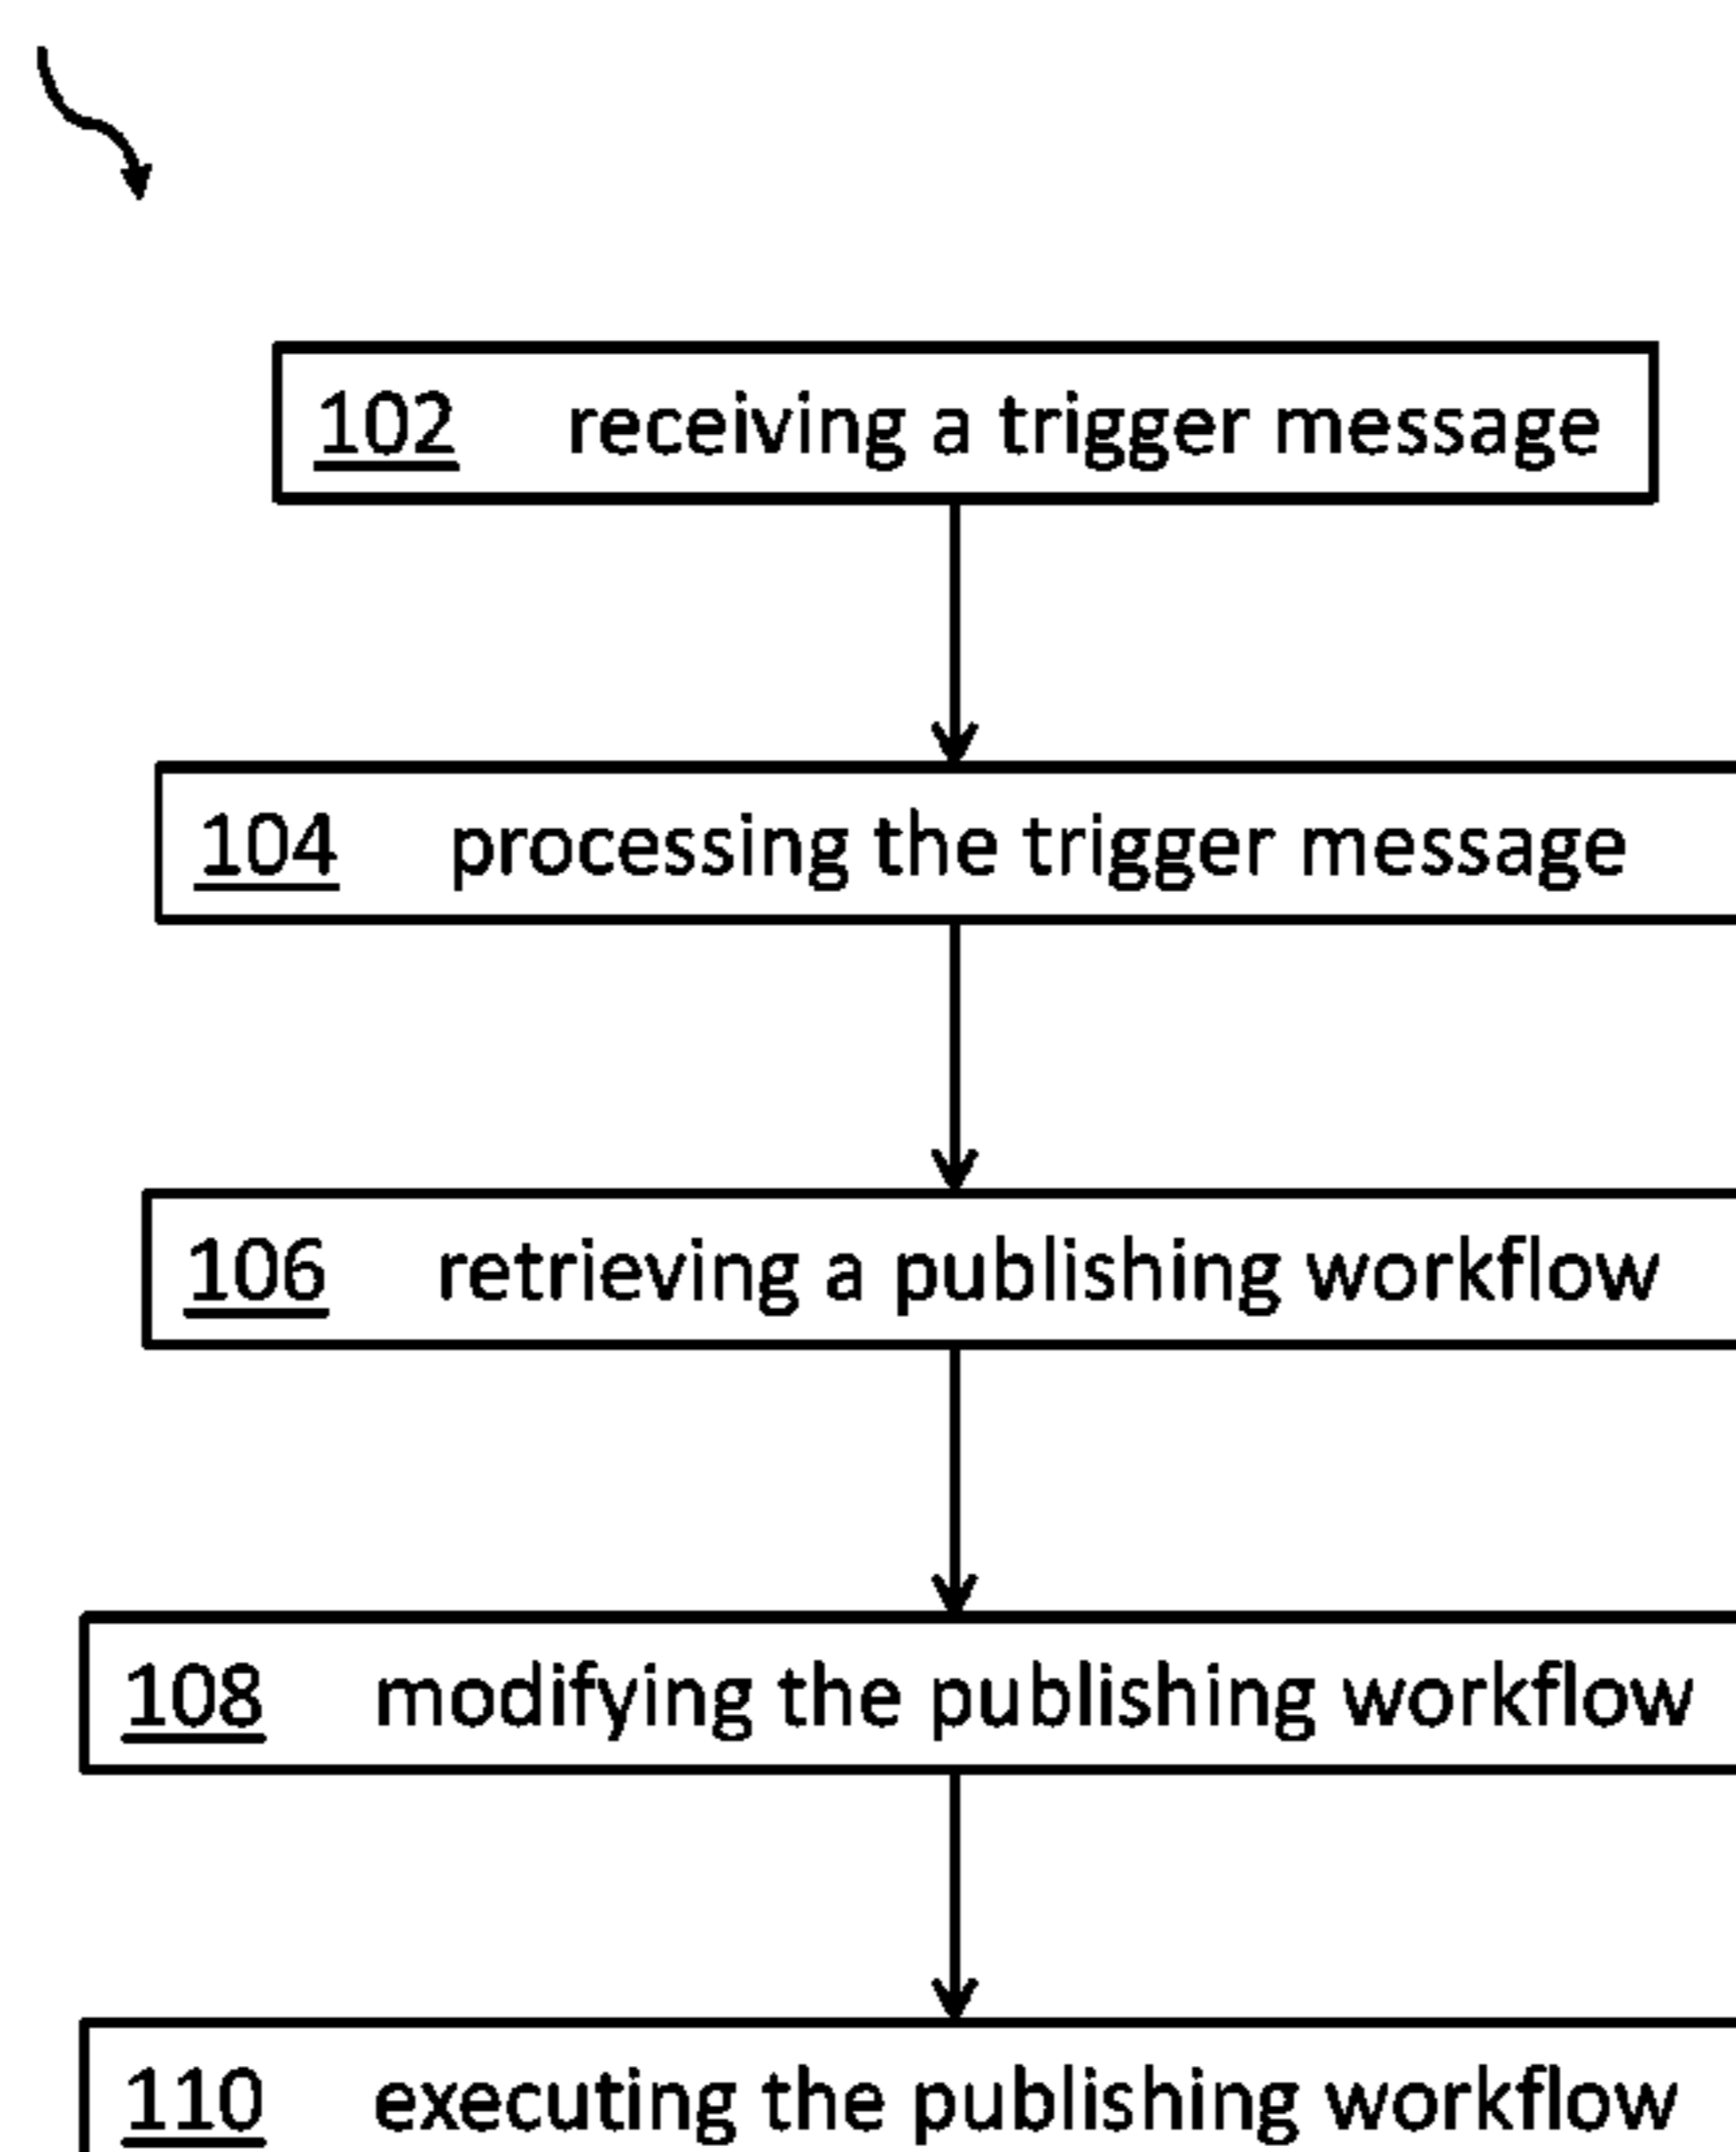 102 receiving a trigger message
104 processing the trigger message
106 retrieving a publishing workflow
108 modifying the publishing workflow
110 executing the publishing workflow